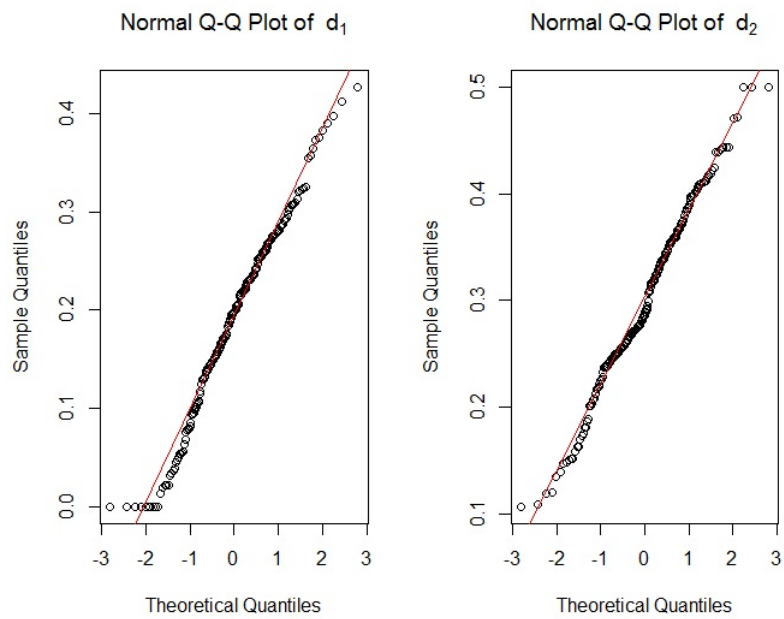 Normal Q-Q Plot of d1
Sample Quantiles
0.4
0.3
0.2
0.1
0.0
-3 -2 -1 0 1 2 3
Theoretical Quantiles
Normal Q-Q Plot of d2
Sample Quantiles
0.5
0.4
0.3
0.2
0.1
-3 -2 -1 0 1 2 3
Theoretical Quantiles